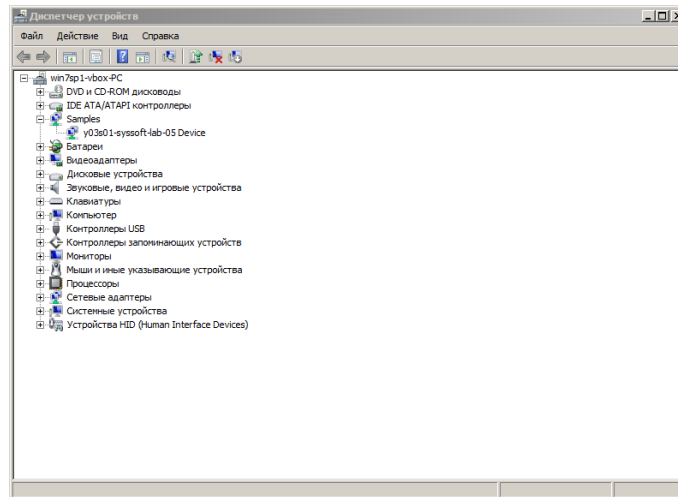 Диспетчер устройств
Файл Действие Вид Справка
win7sp1-vbox-PC
DVD и CD-ROM дисководы
IDE ATA/ATAPI контроллеры
Samples
y03s01-syssoft-lab-05 Device
Батареи
Видеоадаптеры
Дисковые устройства
Звуковые, видео и игровые устройства
Клавиатуры
Компьютер
Контроллеры USB
Контроллеры запоминающих устройств
Мониторы
Мыши и иные указывающие устройства
Процессоры
Сетевые адаптеры
Системные устройства
Устройства HID (Human Interface Devices)